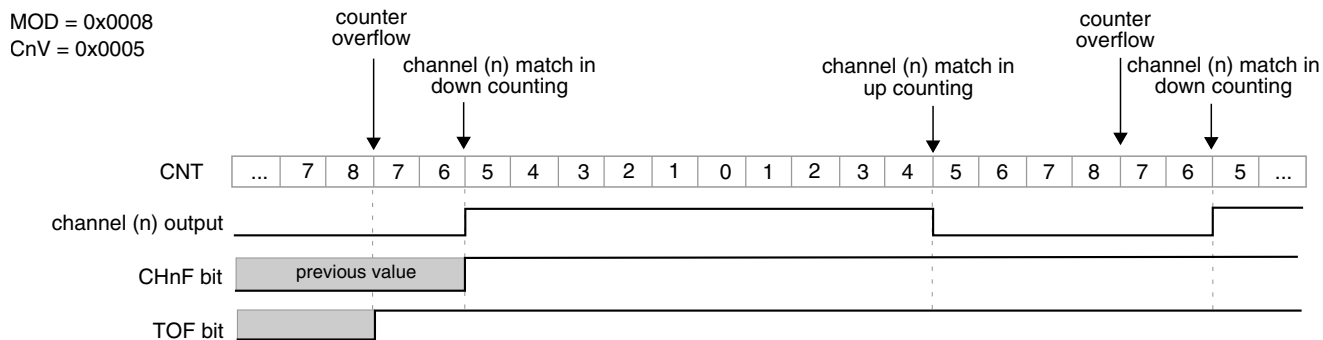 MOD = 0x0008
CnV = 0x0005
counter
overflow
channel (n) match in
down counting
channel (n) match in
up counting
counter
overflow
channel (n) match in
down counting
CNT ... 7 8 7 6 5 4 3 2 1 0 1 2 3 4 5 6 7 8 7 6 5 ...
channel (n) output
CHnF bit previous value
TOF bit